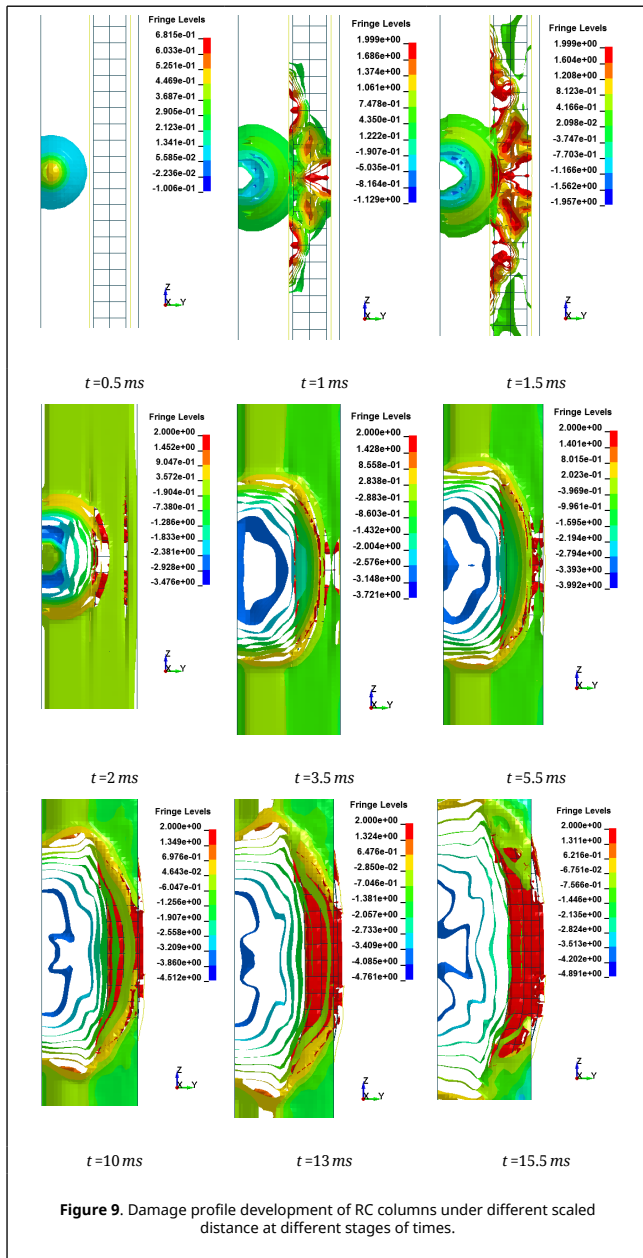 Fringe Levels
6.815e-01
6.033e-01
5.251e-01
4.469e-01
3.687e-01
2.905e-01
2.123e-01
1.341e-01
5.585e-02
-2.236e-02
-1.006e-01
Z
X Y
Fringe Levels
1.999e+00
1.686e+00
1.374e+00
1.061e+00
7.478e-01
4.350e-01
1.222e-01
-1.907e-01
-5.035e-01
-8.164e-01
-1.129e+00
Z
X Y
Fringe Levels
1.999e+00
1.604e+00
1.208e+00
8.123e-01
4.166e-01
2.098e-02
-3.747e-01
-7.703e-01
-1.166e+00
-1.562e+00
-1.957e+00
Z
X Y
t=0.5 ms
t=1 ms
t=1.5 ms
Fringe Levels
2.000e+00
1.452e+00
9.047e-01
3.572e-01
-1.904e-01
-7.380e-01
-1.286e+00
-1.833e+00
-2.381e+00
-2.928e+00
-3.476e+00
Z
X Y
Fringe Levels
2.000e+00
1.428e+00
8.558e-01
2.838e-01
-2.883e-01
-8.603e-01
-1.432e+00
-2.004e+00
-2.576e+00
-3.148e+00
-3.721e+00
Z
X Y
Fringe Levels
2.000e+00
1.401e+00
8.015e-01
2.023e-01
-3.969e-01
-9.961e-01
-1.595e+00
-2.194e+00
-2.794e+00
-3.393e+00
-3.992e+00
Z
X Y
t=2 ms
t=3.5 ms
t=5.5 ms
Fringe Levels
2.000e+00
1.349e+00
6.976e-01
4.643e-02
-6.047e-01
-1.256e+00
-1.907e+00
-2.558e+00
-3.209e+00
-3.860e+00
-4.512e+00
Z
X Y
Fringe Levels
2.000e+00
1.324e+00
6.476e-01
-2.850e-02
-7.046e-01
-1.381e+00
-2.057e+00
-2.733e+00
-3.409e+00
-4.085e+00
-4.761e+00
Z
X Y
Fringe Levels
2.000e+00
1.311e+00
6.216e-01
-6.751e-02
-7.566e-01
-1.446e+00
-2.135e+00
-2.824e+00
-3.513e+00
-4.202e+00
-4.891e+00
Z
X Y
t=10 ms
t=13 ms
t=15.5 ms
Figure 9. Damage profile development of RC columns under different scaled
distance at different stages of times.